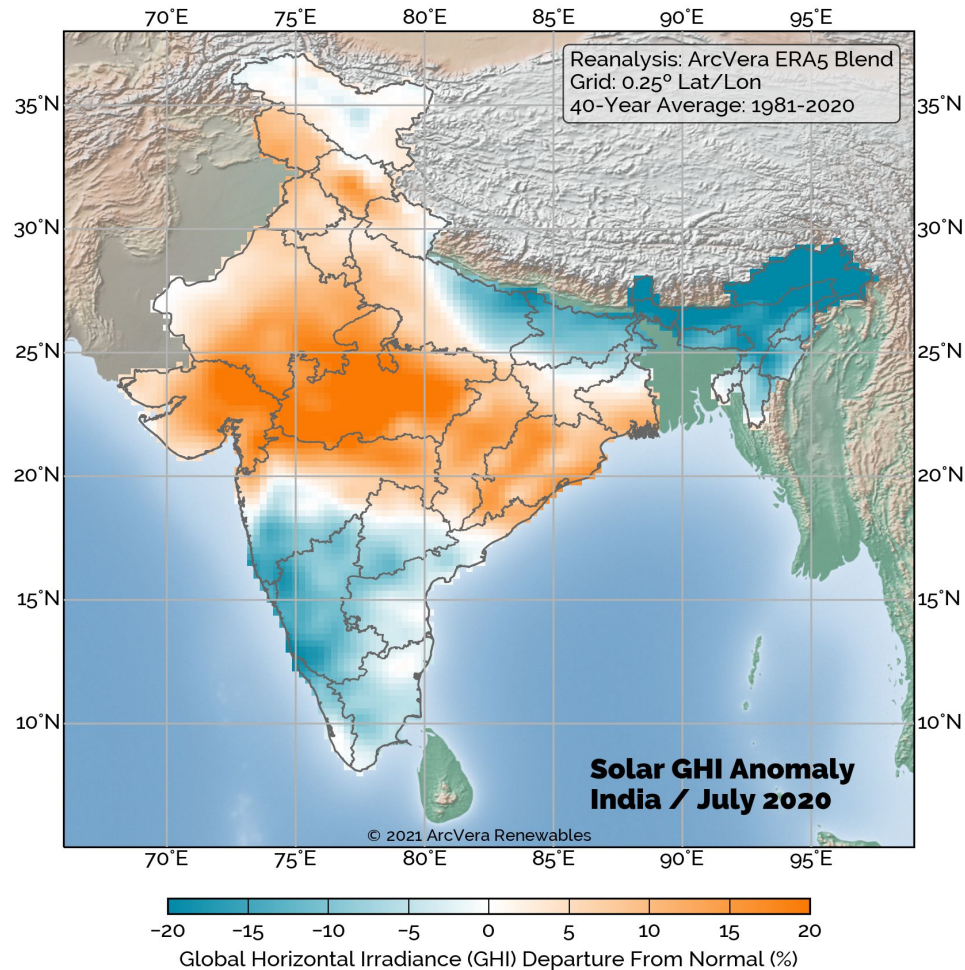 70°E 75°E 80°E 85°E 90°E 95°E
Reanalysis: ArcVera ERA5 Blend
Grid: 0.25º Lat/Lon
40-Year Average: 1981-2020
35°N 35°N
30°N 30°N
25°N 25°N
20°N 20°N
15°N 15°N
10°N 10°N
Solar GHI Anomaly
India / July 2020
© 2021 ArcVera Renewables
70°E 75°E 80°E 85°E 90°E 95°E
−20 −15 −10 −5 0 5 10 15 20
Global Horizontal Irradiance (GHI) Departure From Normal (%)